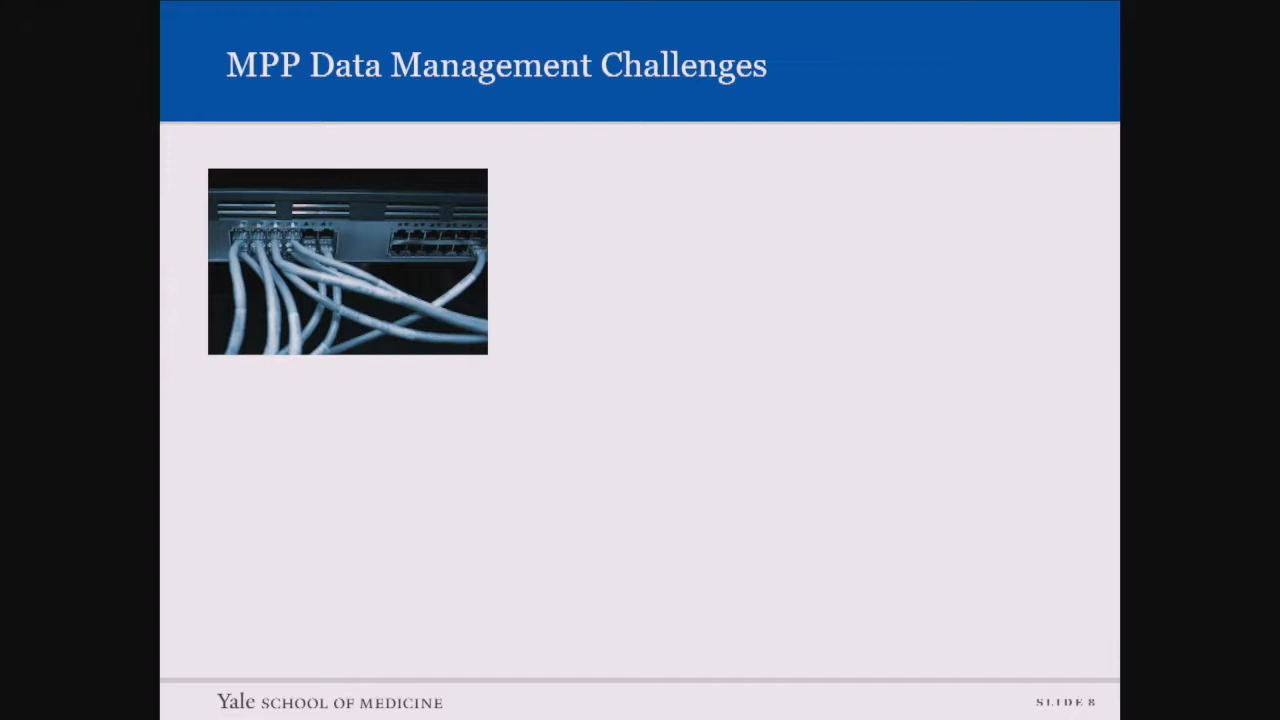 MPP Data Management Challenges
Yale SCHOOL OF MEDICINE
SLIDE 8